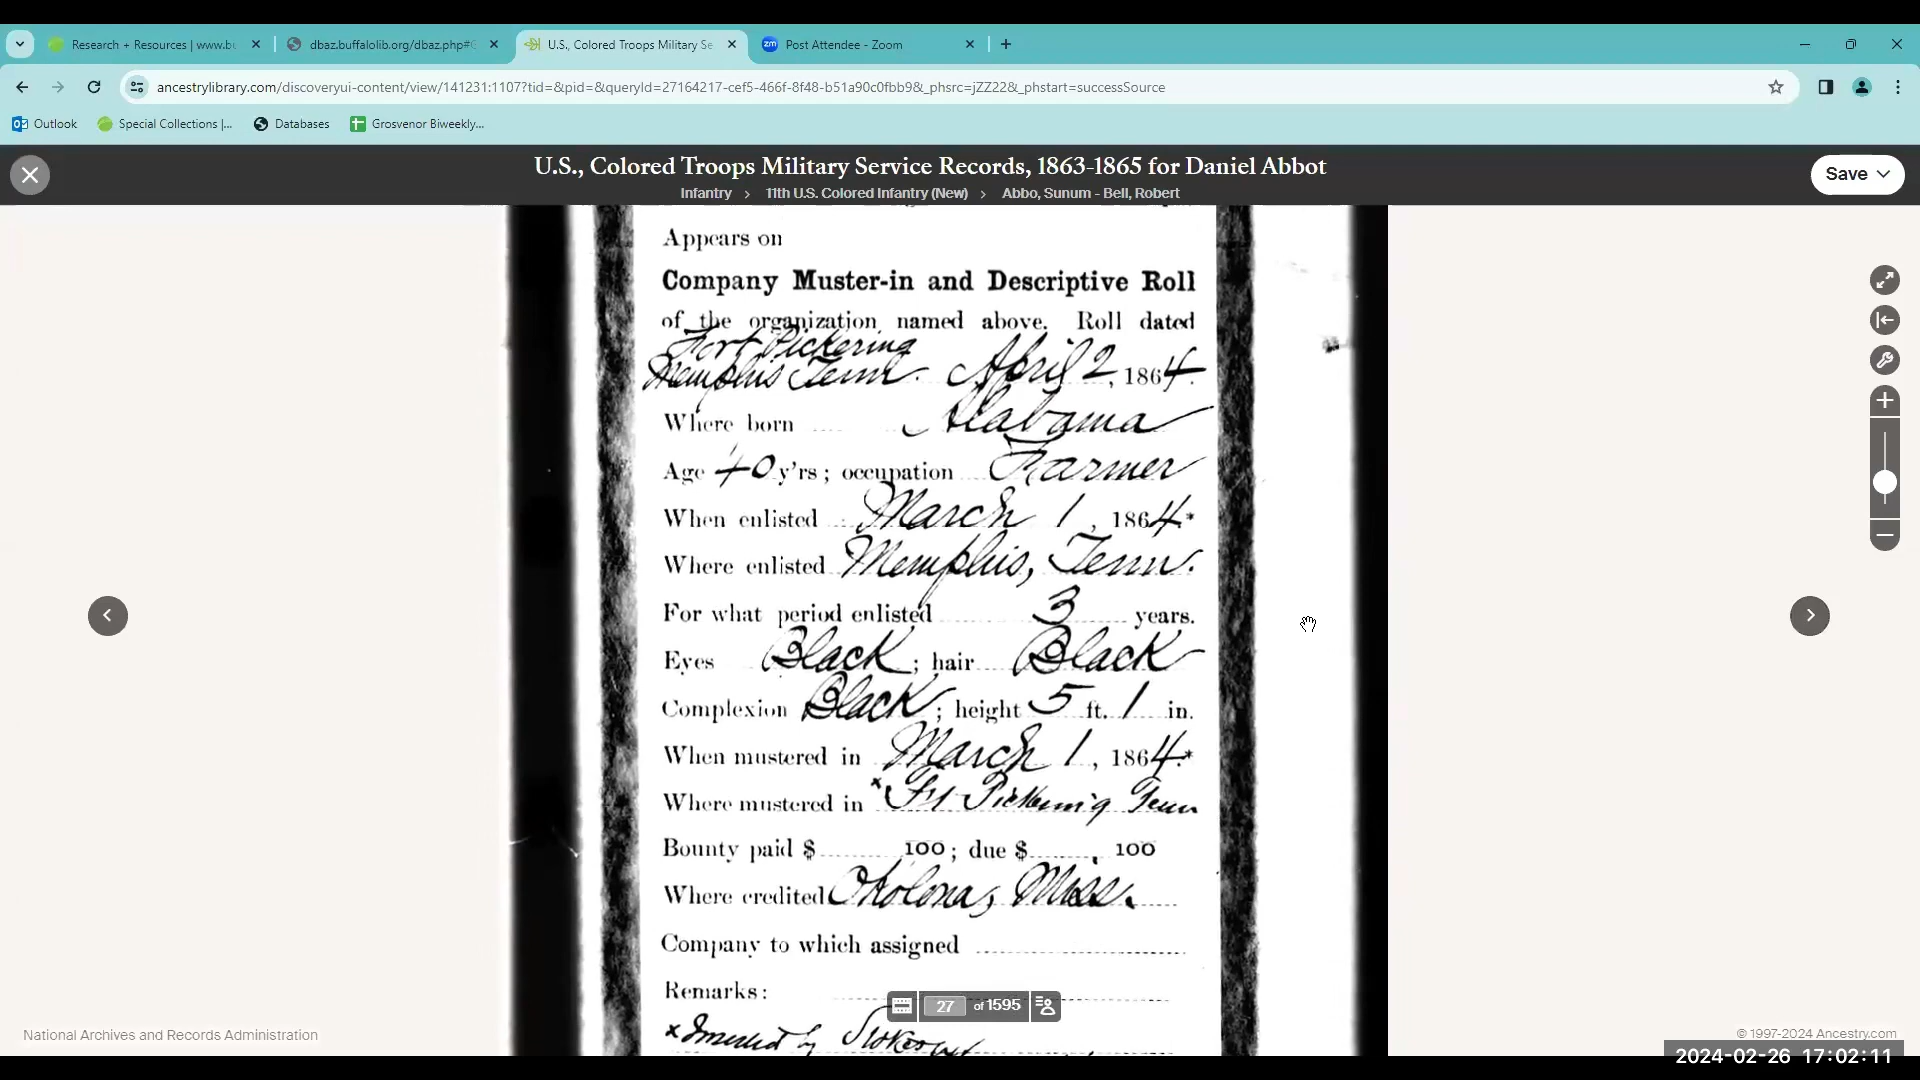 Research + Resources | www.bu
dbaz.buffalolib.org/dbaz.php#C
U.S., Colored Troops Military Se
zm
Post Attendee - Zoom
ancestrylibrary.com/discoveryui-content/view/141231:1107?tid=&pid=&queryId=27164217-cef5-466f-8f48-b51a90c0fbb9&_phsrc=jZZ22&_phstart=successSource
Outlook
Special Collections |...
Databases
Grosvenor Biweekly...
U.S., Colored Troops Military Service Records, 1863-1865 for Daniel Abbot
Infantry > 11th U.S. Colored Infantry (New) > Abbo, Sunum - Bell, Robert
Save
Appears on
Company Muster-in and Descriptive Roll
of the organization named above. Roll dated
Fort Pickering
Memphis Tenn. April 2, 1864.
Where born Alabama
Age 40 y'rs; occupation Farmer
When enlisted March 1, 1864*
Where enlisted Memphis, Tenn.
For what period enlisted 3 years.
Eyes Black; hair Black
Complexion Black; height 5 ft. 1 in.
When mustered in March 1, 1864.*
Where mustered in x Ft Pickering Tenn
Bounty paid $ 100; due $ 100
Where credited Okolona, Miss.
Company to which assigned
Remarks:
27 of 1595
by
National Archives and Records Administration
© 1997-2024 Ancestry.com
2024-02-26 17:02:11